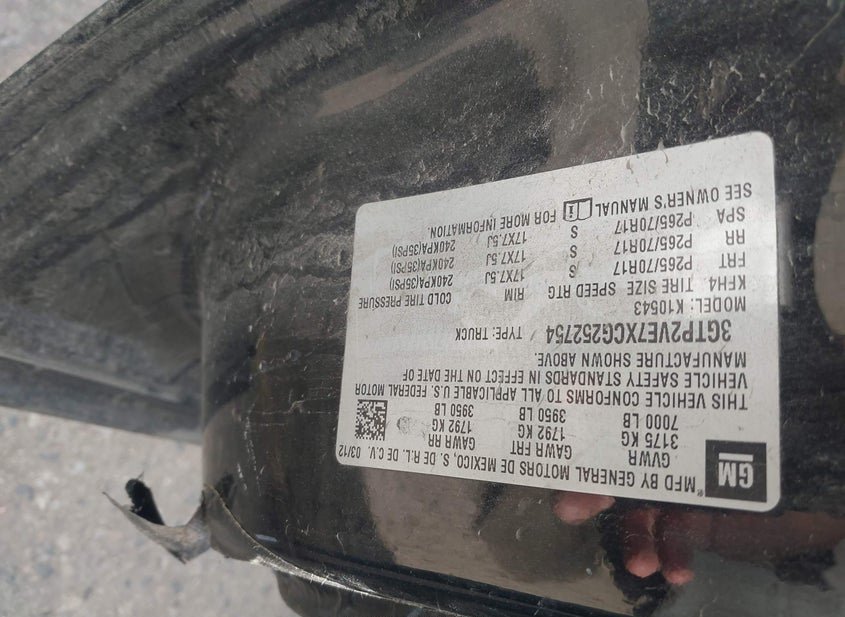 GM
*MFD BY GENERAL MOTORS DE MEXICO, S. DE R.L. DE C.V. 03/12
GVWR GAWR FRT GAWR RR
3175 KG 1792 KG 1792 KG
7000 LB 3950 LB 3950 LB
THIS VEHICLE CONFORMS TO ALL APPLICABLE U.S. FEDERAL MOTOR
VEHICLE SAFETY STANDARDS IN EFFECT ON THE DATE OF
MANUFACTURE SHOWN ABOVE.
3GTP2VE7XCG252754 TYPE: TRUCK
MODEL: K10543
KFH4 TIRE SIZE SPEED RTG RIM COLD TIRE PRESSURE
FRT P265/70R17 S 17X7.5J 240KPA(35PSI)
RR P265/70R17 S 17X7.5J 240KPA(35PSI)
SPA P265/70R17 S 17X7.5J 240KPA(35PSI)
SEE OWNER'S MANUAL FOR MORE INFORMATION.